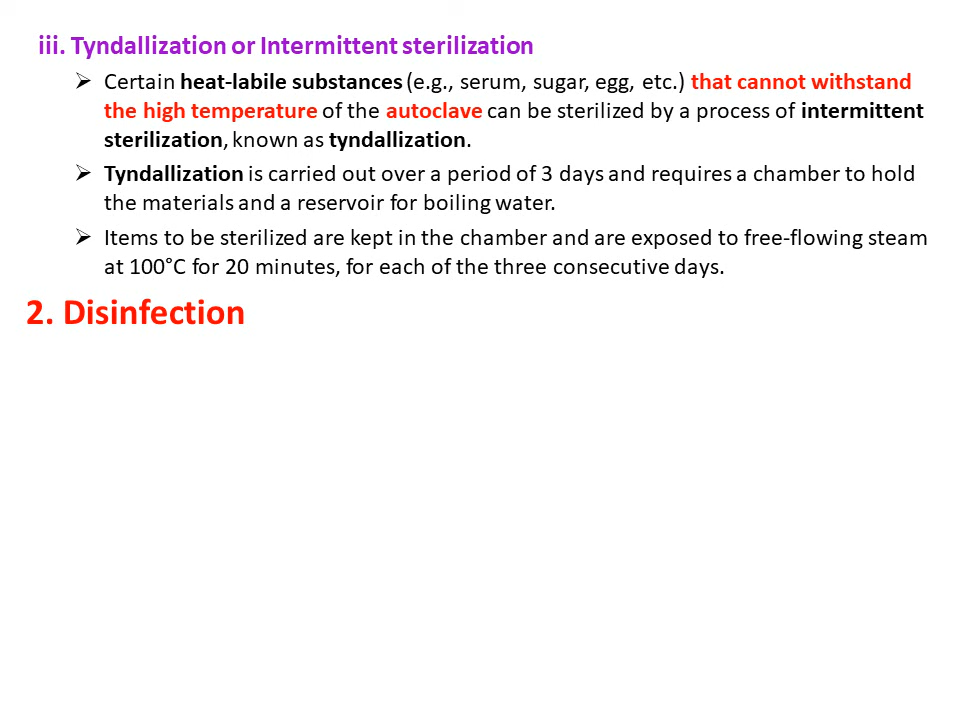 iii. Tyndallization or Intermittent sterilization
➢ Certain heat-labile substances (e.g., serum, sugar, egg, etc.) that cannot withstand
the high temperature of the autoclave can be sterilized by a process of intermittent
sterilization, known as tyndallization.
➢ Tyndallization is carried out over a period of 3 days and requires a chamber to hold
the materials and a reservoir for boiling water.
➢ Items to be sterilized are kept in the chamber and are exposed to free-flowing steam
at 100°C for 20 minutes, for each of the three consecutive days.
2. Disinfection